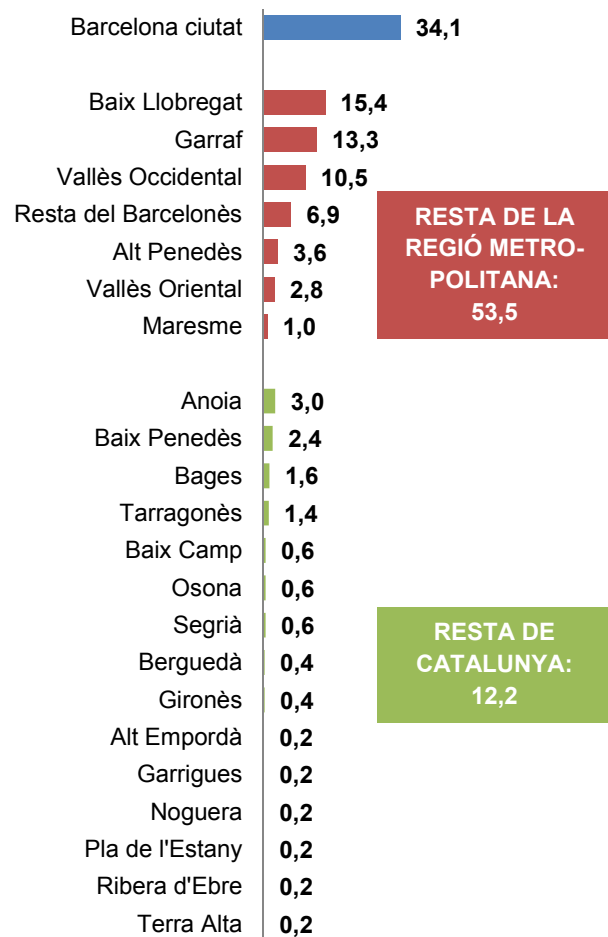 Barcelona ciutat 34,1
Baix Llobregat 15,4
Garraf 13,3
Vallès Occidental 10,5
Resta del Barcelonès 6,9
Alt Penedès 3,6
Vallès Oriental 2,8
Maresme 1,0
RESTA DE LA
REGIÓ METRO-
POLITANA:
53,5
Anoia 3,0
Baix Penedès 2,4
Bages 1,6
Tarragonès 1,4
Baix Camp 0,6
Osona 0,6
Segrià 0,6
Berguedà 0,4
Gironès 0,4
RESTA DE
CATALUNYA:
12,2
Alt Empordà 0,2
Garrigues 0,2
Noguera 0,2
Pla de l'Estany 0,2
Ribera d'Ebre 0,2
Terra Alta 0,2